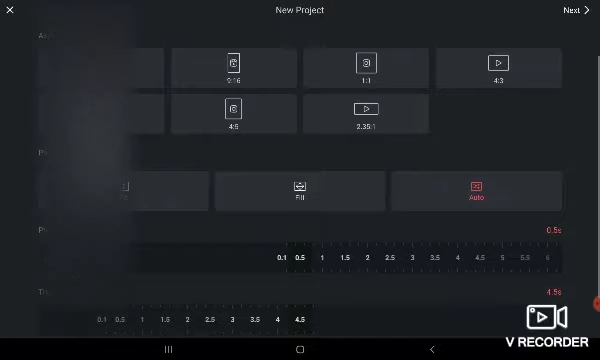 New Project
Next
9:16
1:1
4:3
4:5
2.35:1
Fill
Auto
0.5s
0.1 0.5 1 1.5 2 2.5 3 3.5 4 4.5 5 5.5 6
4.5s
0.1 0.5 1 1.5 2 2.5 3 3.5 4 4.5
V RECORDER